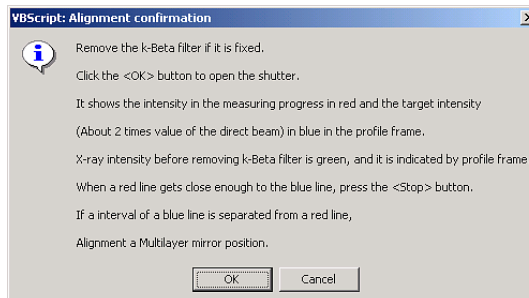 VBScript: Alignment confirmation
Remove the k-Beta filter if it is fixed.
Click the <OK> button to open the shutter.
It shows the intensity in the measuring progress in red and the target intensity
(About 2 times value of the direct beam) in blue in the profile frame.
X-ray intensity before removing k-Beta filter is green, and it is indicated by profile frame
When a red line gets close enough to the blue line, press the <Stop> button.
If a interval of a blue line is separated from a red line,
Alignment a Multilayer mirror position.
OK Cancel